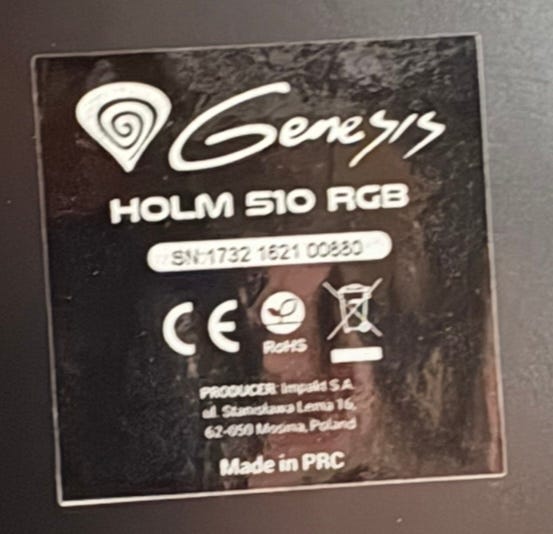 Genesis
HOLM 510 RGB
SN:1732 1621 00880
CE
RoHS
PRODUCER: Impakt S.A.
ul. Stanisława Lema 16,
62-050 Mosina, Poland
Made in PRC